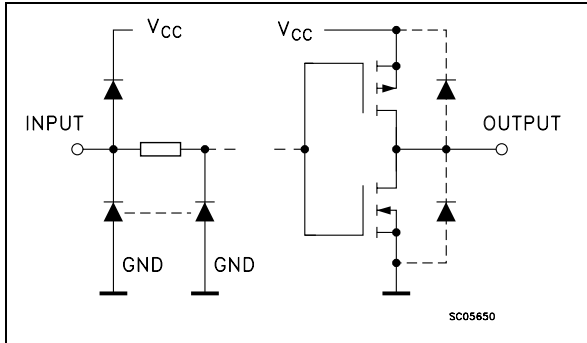 VCC
VCC
INPUT
OUTPUT
GND
GND
SC05650